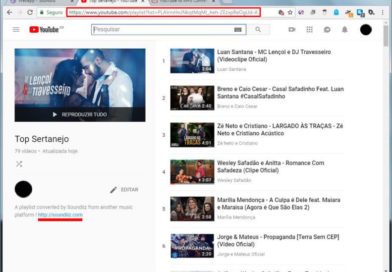 Seguro
Top Sertanejo - YouTube
https://www.youtube.com/playlist?list=
YouTube
Pesquisar
LENÇOL
TRAVESSEIRO
REPRODUZIR TUDO
Top Sertanejo
79 vídeos • Atualizada hoje
EDITAR
A playlist converted by Soundiiz from another music
platform ! http://soundiiz.com
1
Luan Santana - MC Lençol e DJ Travesseiro
(Videoclipe Oficial)
Luan Santana
2
Breno e Caio Cesar - Casal Safadinho Feat. Luan
Santana #CasalSafadinho
Breno e Caio Cesar
3
Zé Neto e Cristiano - LARGADO ÀS TRAÇAS - Zé
Neto e Cristiano Acústico
Zé Neto e Cristiano
4
Wesley Safadão e Anitta - Romance Com
Safadeza (Clipe Oficial)
Wesley Safadão
5
Marília Mendonça - A Culpa é Dele feat. Maiara
e Maraisa (Agora é Que São Elas 2)
Marília Mendonça
6
Jorge & Mateus - Propaganda [Terra Sem CEP]
(Vídeo Oficial)
Jorge e Mateus Oficial